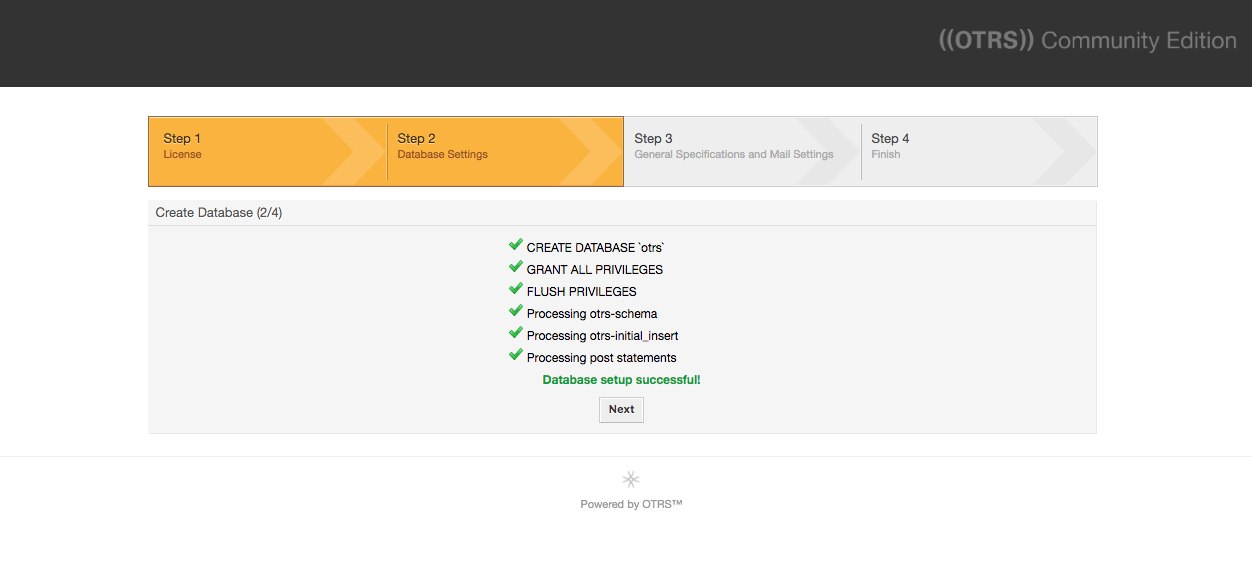 ((OTRS)) Community Edition
Step 1
License
Step 2
Database Settings
Step 3
General Specifications and Mail Settings
Step 4
Finish
Create Database (2/4)
CREATE DATABASE `otrs`
GRANT ALL PRIVILEGES
FLUSH PRIVILEGES
Processing otrs-schema
Processing otrs-initial_insert
Processing post statements
Database setup successful!
Next
Powered by OTRS™